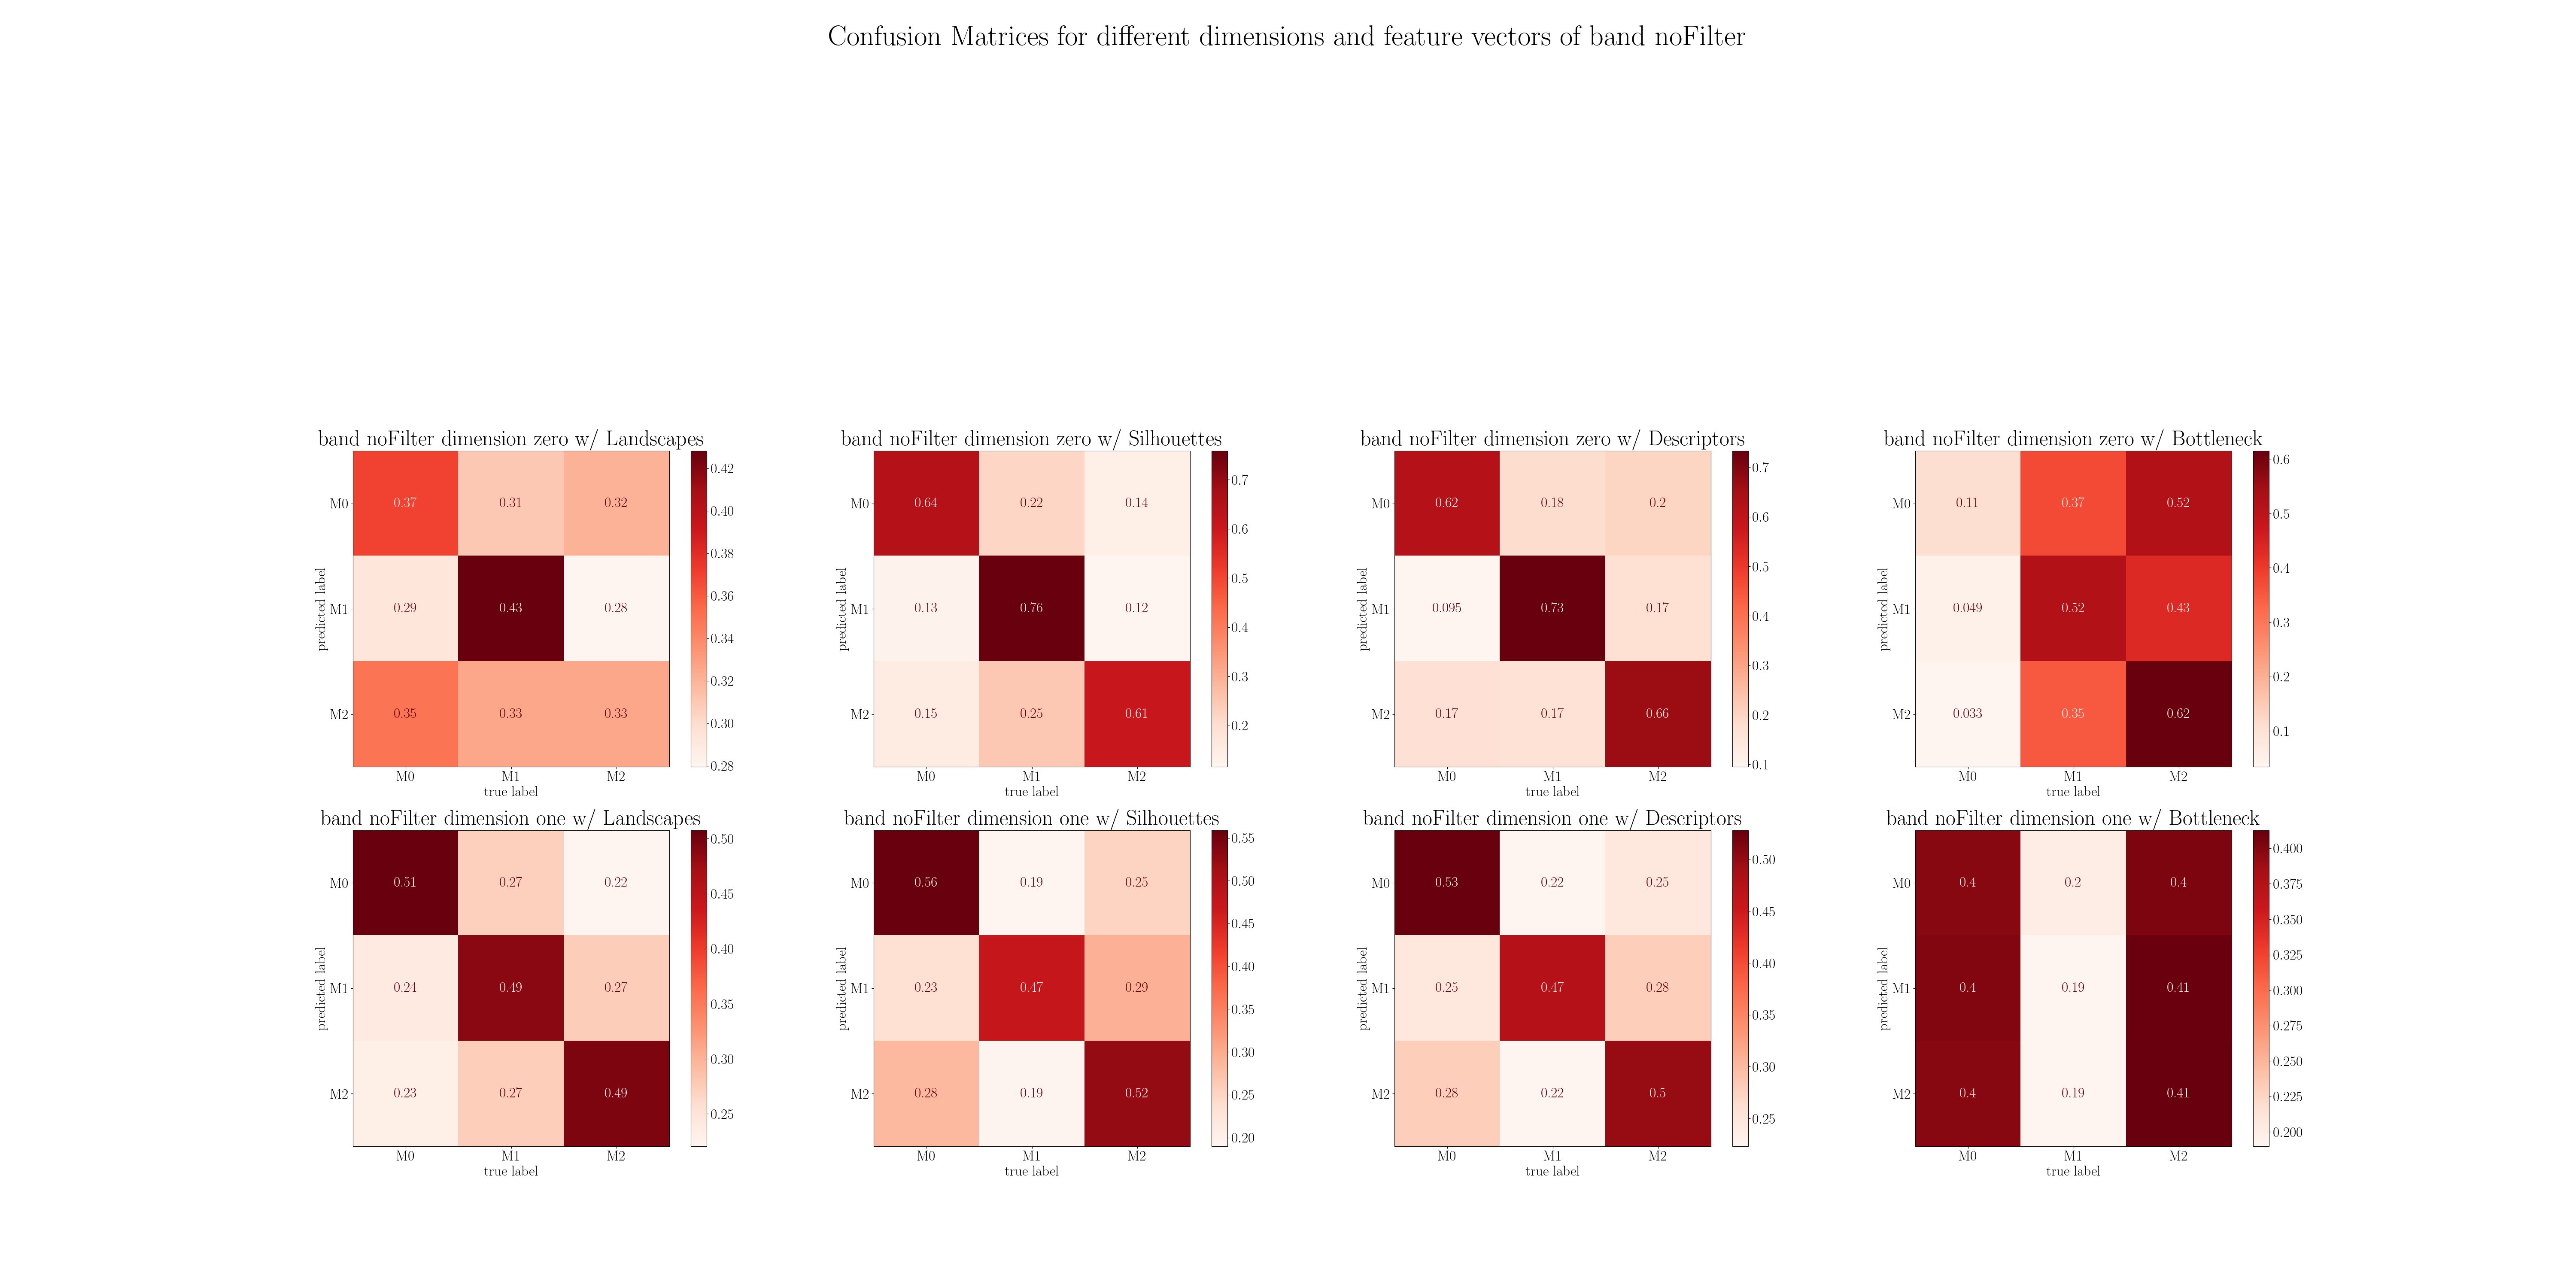 Confusion Matrices for different dimensions and feature vectors of band noFilter
band noFilter dimension zero w/ Landscapes
predicted label
M0 0.37 0.31 0.32
M1 0.29 0.43 0.28
M2 0.35 0.33 0.33
M0 M1 M2
true label
0.42
0.40
0.38
0.36
0.34
0.32
0.30
0.28
band noFilter dimension zero w/ Silhouettes
predicted label
M0 0.64 0.22 0.14
M1 0.13 0.76 0.12
M2 0.15 0.25 0.61
M0 M1 M2
true label
0.7
0.6
0.5
0.4
0.3
0.2
band noFilter dimension zero w/ Descriptors
predicted label
M0 0.62 0.18 0.2
M1 0.095 0.73 0.17
M2 0.17 0.17 0.66
M0 M1 M2
true label
0.7
0.6
0.5
0.4
0.3
0.2
0.1
band noFilter dimension zero w/ Bottleneck
predicted label
M0 0.11 0.37 0.52
M1 0.049 0.52 0.43
M2 0.033 0.35 0.62
M0 M1 M2
true label
0.6
0.5
0.4
0.3
0.2
0.1
band noFilter dimension one w/ Landscapes
predicted label
M0 0.51 0.27 0.22
M1 0.24 0.49 0.27
M2 0.23 0.27 0.49
M0 M1 M2
true label
0.50
0.45
0.40
0.35
0.30
0.25
band noFilter dimension one w/ Silhouettes
predicted label
M0 0.56 0.19 0.25
M1 0.23 0.47 0.29
M2 0.28 0.19 0.52
M0 M1 M2
true label
0.55
0.50
0.45
0.40
0.35
0.30
0.25
0.20
band noFilter dimension one w/ Descriptors
predicted label
M0 0.53 0.22 0.25
M1 0.25 0.47 0.28
M2 0.28 0.22 0.5
M0 M1 M2
true label
0.50
0.45
0.40
0.35
0.30
0.25
band noFilter dimension one w/ Bottleneck
predicted label
M0 0.4 0.2 0.4
M1 0.4 0.19 0.41
M2 0.4 0.19 0.41
M0 M1 M2
true label
0.400
0.375
0.350
0.325
0.300
0.275
0.250
0.225
0.200